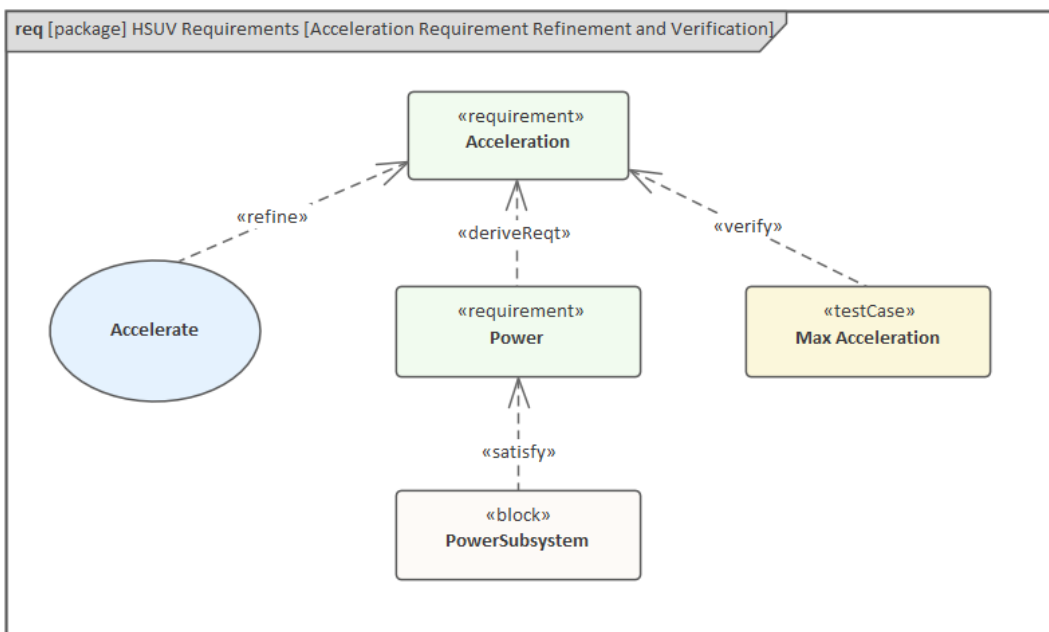 req [package] HSUV Requirements [Acceleration Requirement Refinement and Verification]
«requirement»
Acceleration
«refine»
«deriveReqt»
«verify»
Accelerate
«requirement»
Power
«testCase»
Max Acceleration
«satisfy»
«block»
PowerSubsystem